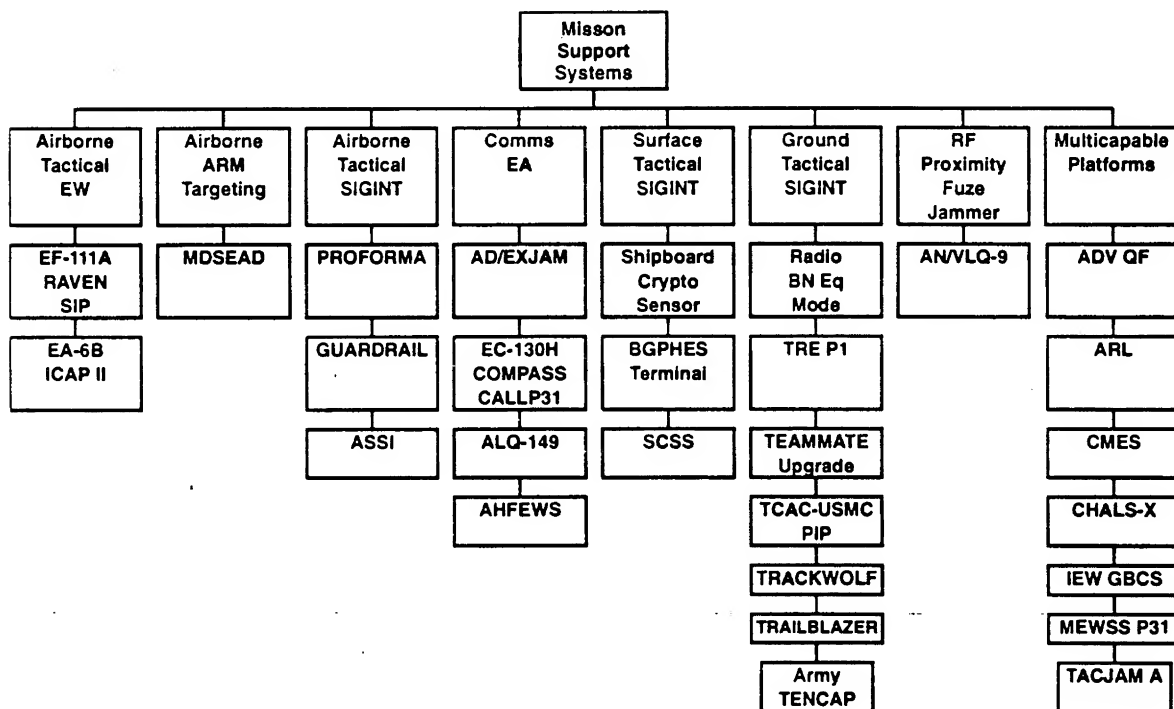 Misson
Support
Systems
Airborne
Tactical
EW
Airborne
ARM
Targeting
Airborne
Tactical
SIGINT
Comms
EA
Surface
Tactical
SIGINT
Ground
Tactical
SIGINT
RF
Proximity
Fuze
Jammer
Multicapable
Platforms
EF-111A
RAVEN
SIP
MDSEAD
PROFORMA
AD/EXJAM
Shipboard
Crypto
Sensor
Radio
BN Eq
Mode
AN/VLQ-9
ADV QF
EA-6B
ICAP II
GUARDRAIL
EC-130H
COMPASS
CALLP31
BGPHES
Terminal
TRE P1
ARL
ASSI
ALQ-149
SCSS
TEAMMATE
Upgrade
CMES
AHFEWS
TCAC-USMC
PIP
CHALS-X
TRACKWOLF
IEW GBCS
TRAILBLAZER
MEWSS P31
Army
TENCAP
TACJAM A